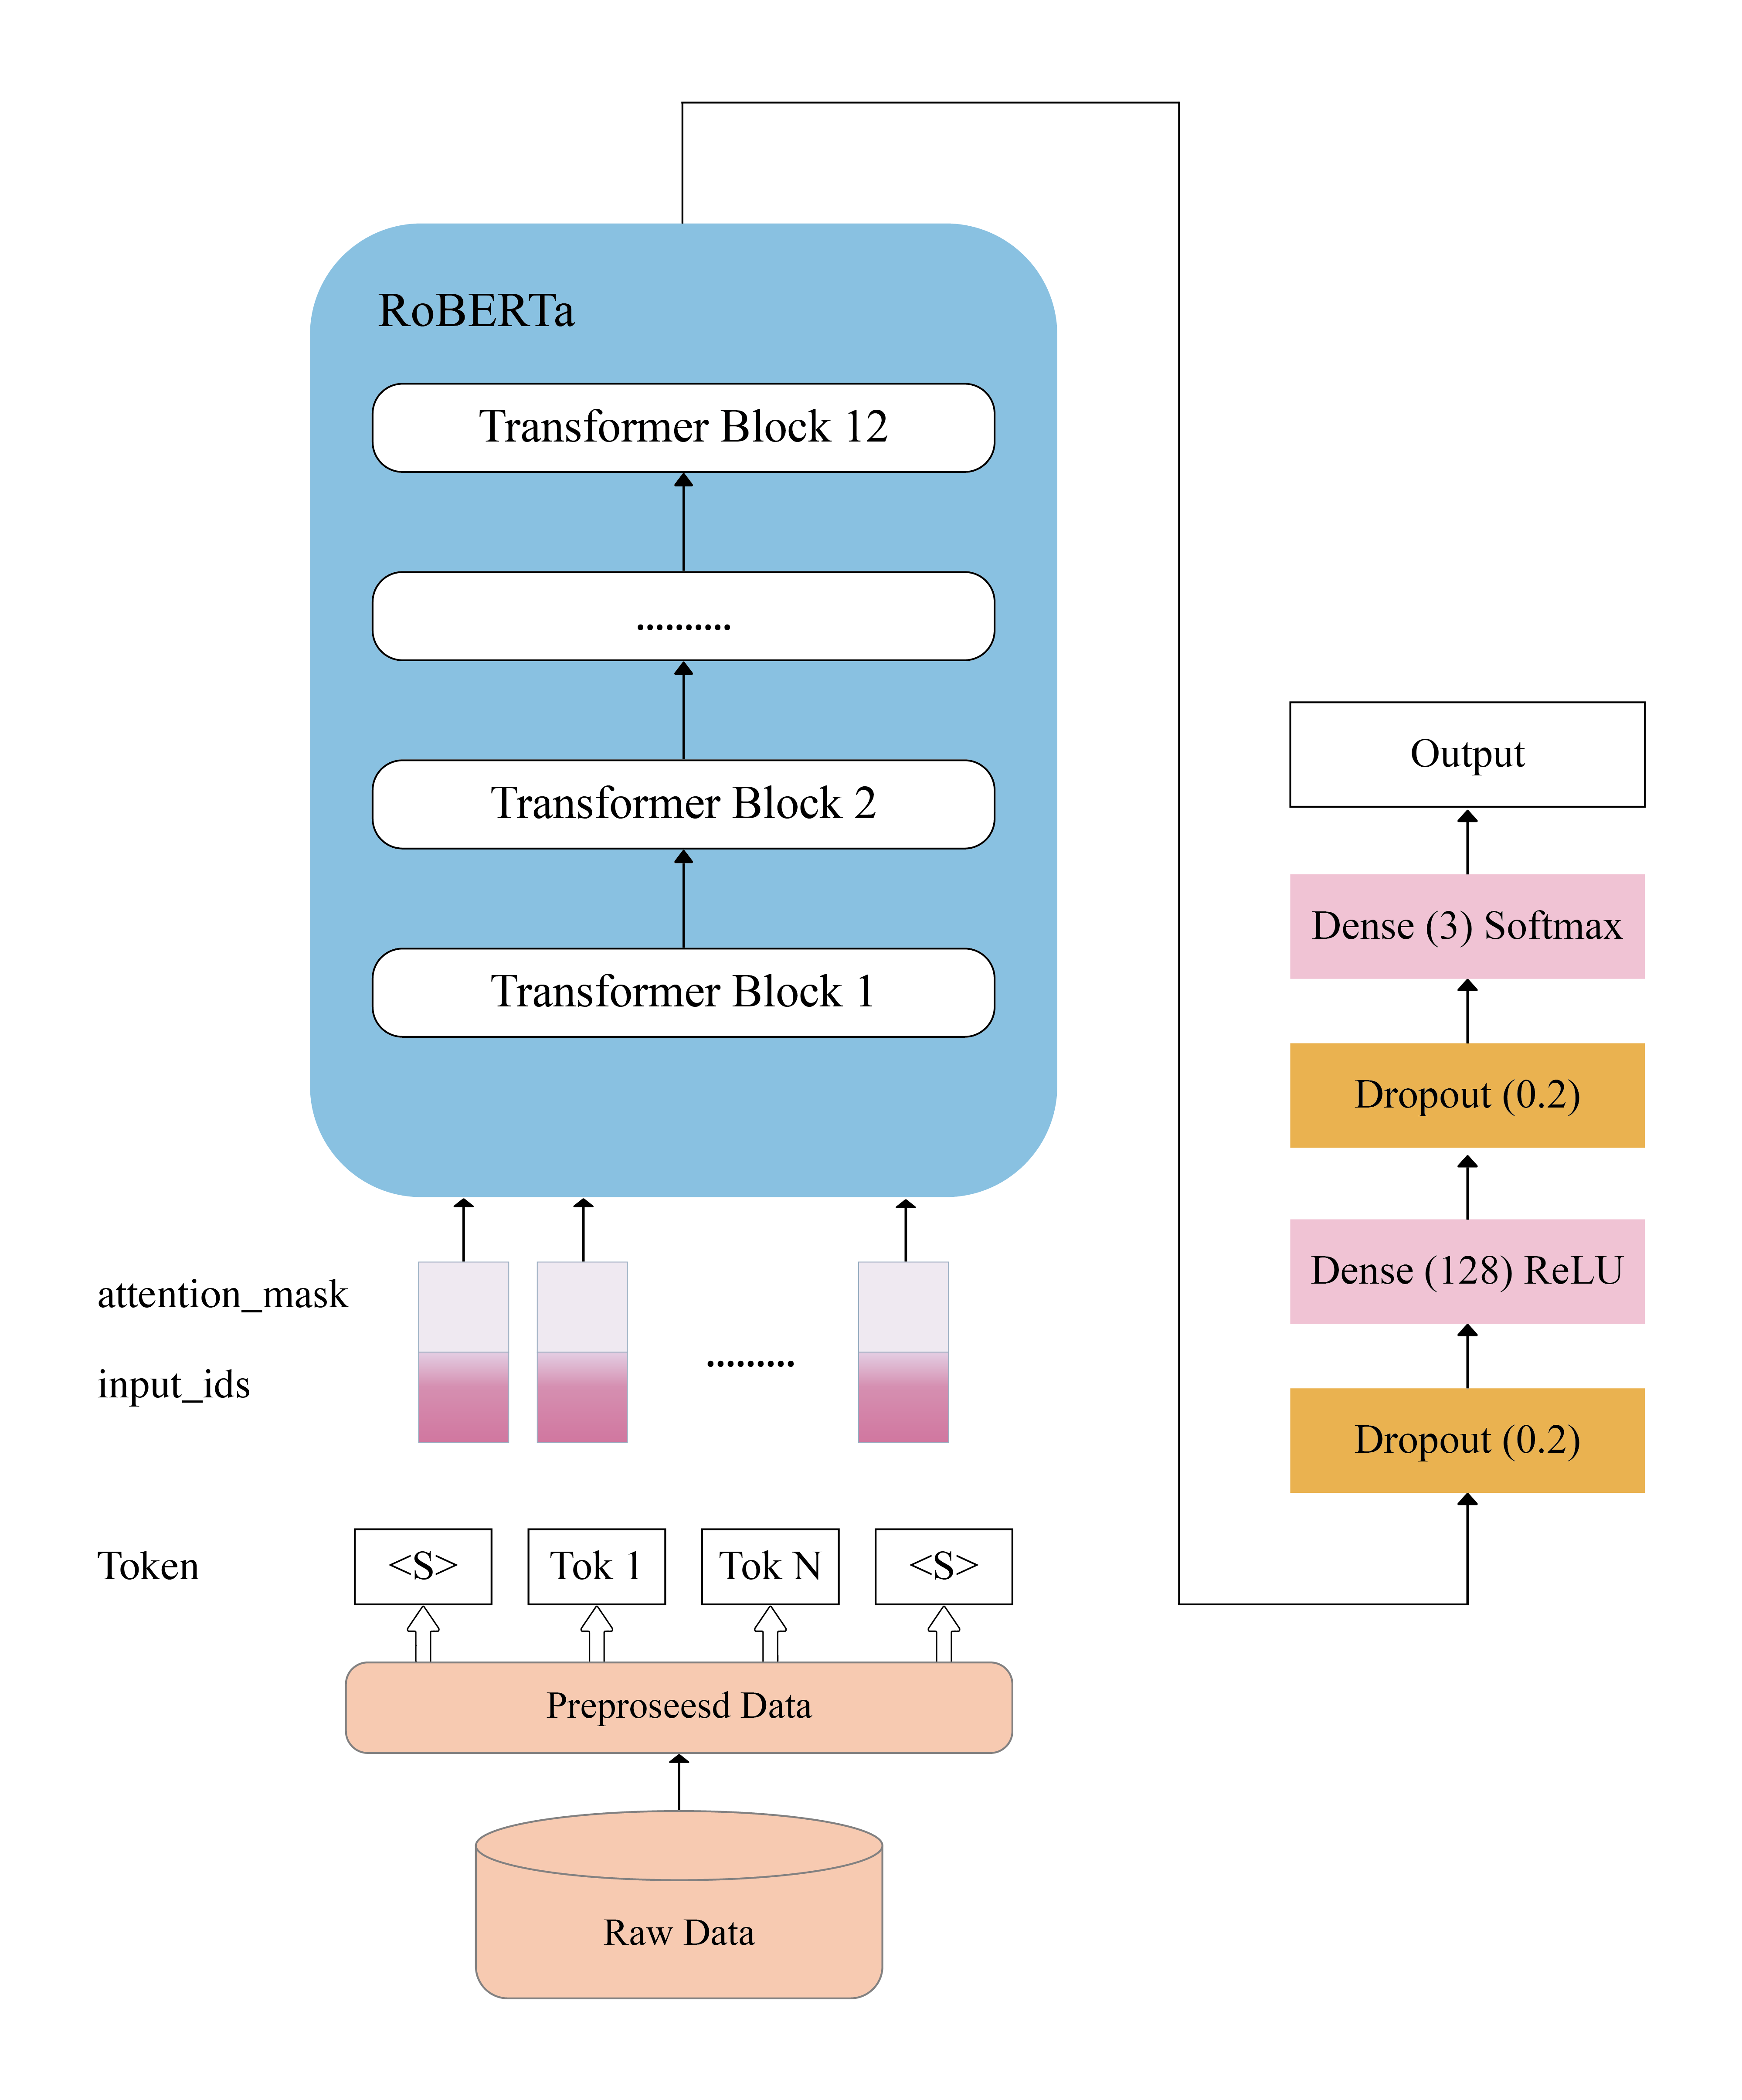 RoBERTa
Transformer Block 12
..........
Transformer Block 2
Transformer Block 1
attention_mask
input_ids
.........
Token
<S>
Tok 1
Tok N
<S>
Preproseesd Data
Raw Data
Output
Dense (3) Softmax
Dropout (0.2)
Dense (128) ReLU
Dropout (0.2)